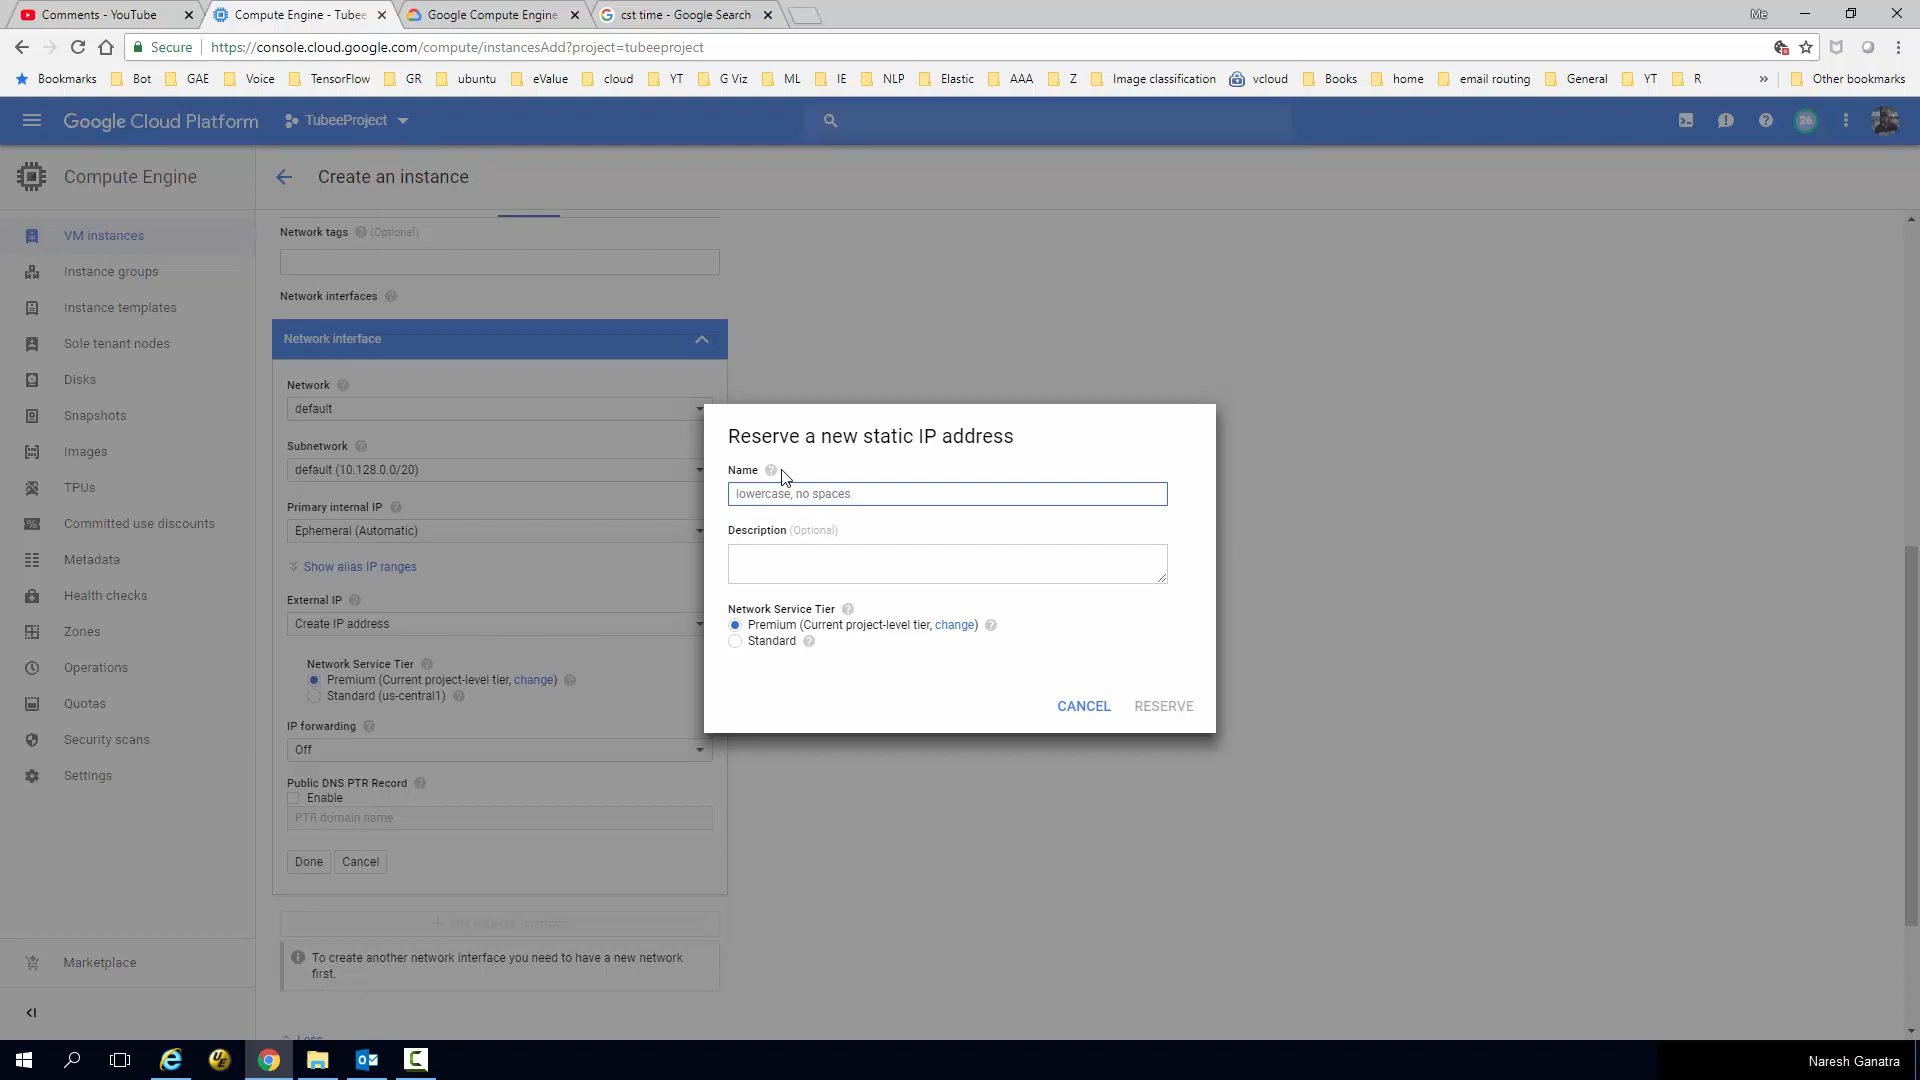 Comments - YouTube
Compute Engine - Tubee
Google Compute Engine
cst time - Google Search
Me
Secure
https://console.cloud.google.com/compute/instancesAdd?project=tubeeproject
Bookmarks
Bot
GAE
Voice
TensorFlow
GR
ubuntu
eValue
cloud
YT
G Viz
ML
IE
NLP
Elastic
AAA
Z
Image classification
vcloud
Books
home
email routing
General
YT
R
»
Other bookmarks
Google Cloud Platform
TubeeProject
26
Compute Engine
Create an instance
VM instances
Instance groups
Instance templates
Sole tenant nodes
Disks
Snapshots
Images
TPUs
Committed use discounts
Metadata
Health checks
Zones
Operations
Quotas
Security scans
Settings
Marketplace
Network tags (Optional)
Network interfaces
Network interface
Network
default
Subnetwork
default (10.128.0.0/20)
Primary internal IP
Ephemeral (Automatic)
Show alias IP ranges
External IP
Create IP address
Network Service Tier
Premium (Current project-level tier, change)
Standard (us-central1)
IP forwarding
Off
Public DNS PTR Record
Enable
PTR domain name
Done
Cancel
To create another network interface you need to have a new network
first.
Less
Reserve a new static IP address
Name
lowercase, no spaces
Description (Optional)
Network Service Tier
Premium (Current project-level tier, change)
Standard
CANCEL
RESERVE
Naresh Ganatra